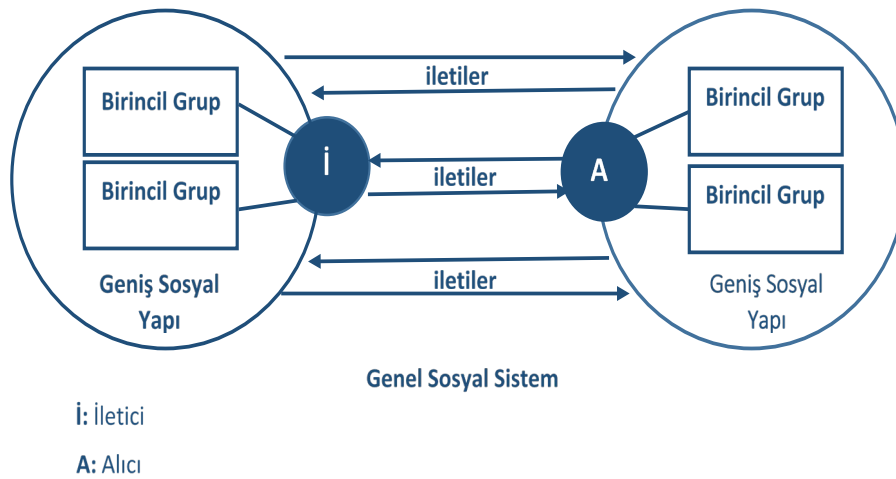 iletiler
Birincil Grup
Birincil Grup
İ
Geniş Sosyal
Yapı
iletiler
A
Birincil Grup
Birincil Grup
Geniş Sosyal
Yapı
iletiler
Genel Sosyal Sistem
İ: İletici
A: Alıcı